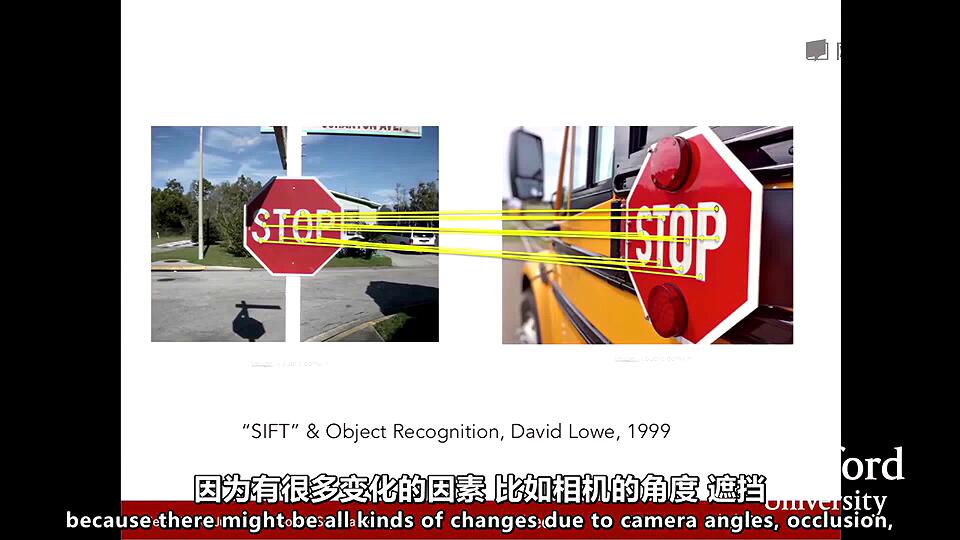 STOP
STOP
"SIFT" & Object Recognition, David Lowe, 1999
因为有很多变化的因素 比如相机的角度 遮挡
ford
University
because there might be all kinds of changes due to camera angles, occlusion,